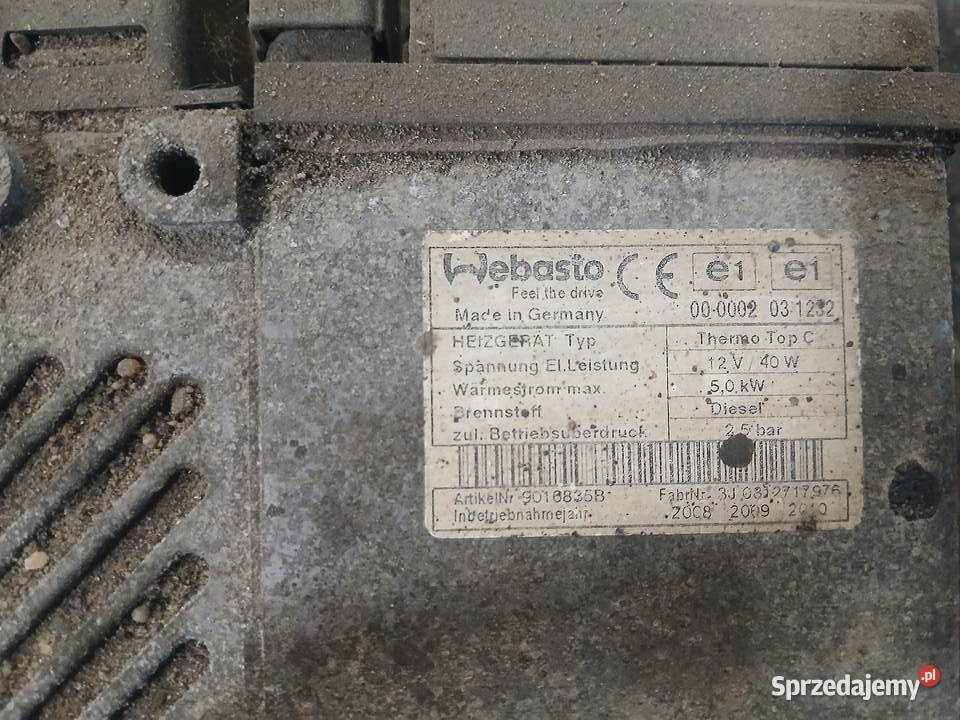 Webasto CE e1 e1
Feel the drive
Made in Germany 00-0002 03 1232
HEIZGERÄT Typ Thermo Top C
Spannung El.Leistung 12 V / 40 W
Wärmestrom max. 5,0 kW
Brennstoff Diesel
zul. Betriebsüberdruck 2,5 bar
ArtikelNr. 9018835B FabrNr. 3J 0812717976
Inbetriebnahmejahr 2008 2009 2010
Sprzedajemy.pl